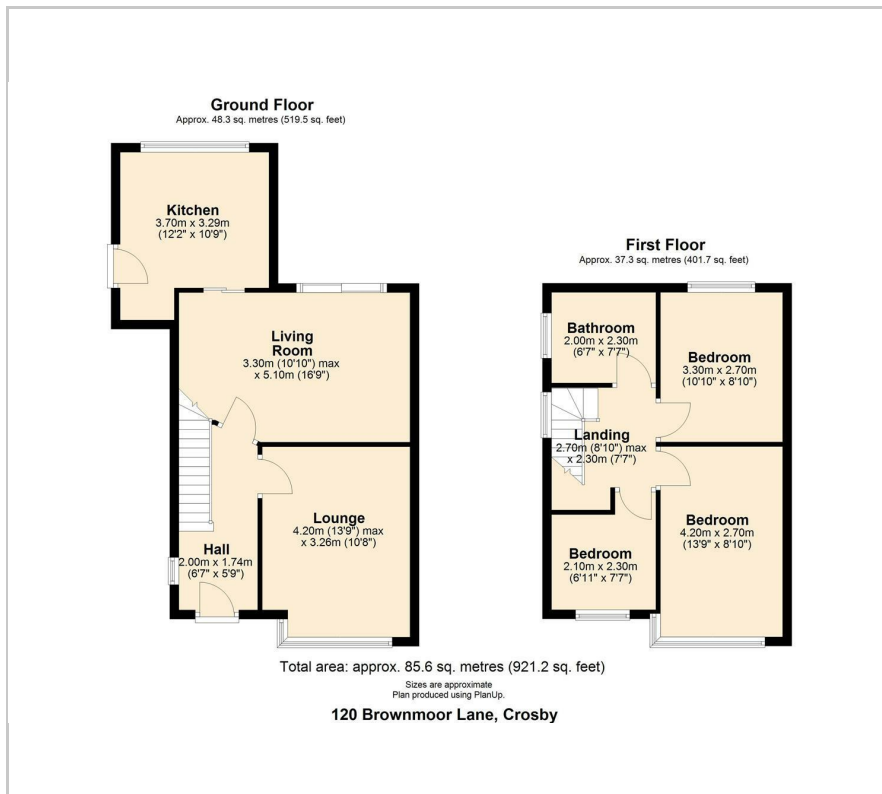 Ground Floor
Approx. 48.3 sq. metres (519.5 sq. feet)
Kitchen
3.70m x 3.29m
(12'2" x 10'9")
Living
Room
3.30m (10'10") max
x 5.10m (16'9")
Lounge
4.20m (13'9") max
x 3.26m (10'8")
Hall
2.00m x 1.74m
(6'7" x 5'9")
First Floor
Approx. 37.3 sq. metres (401.7 sq. feet)
Bathroom
2.00m x 2.30m
(6'7" x 7'7")
Bedroom
3.30m x 2.70m
(10'10" x 8'10")
Landing
2.70m (8'10") max
x 2.30m (7'7")
Bedroom
4.20m x 2.70m
(13'9" x 8'10")
Bedroom
2.10m x 2.30m
(6'11" x 7'7")
Total area: approx. 85.6 sq. metres (921.2 sq. feet)
Sizes are approximate
Plan produced using PlanUp.
120 Brownmoor Lane, Crosby